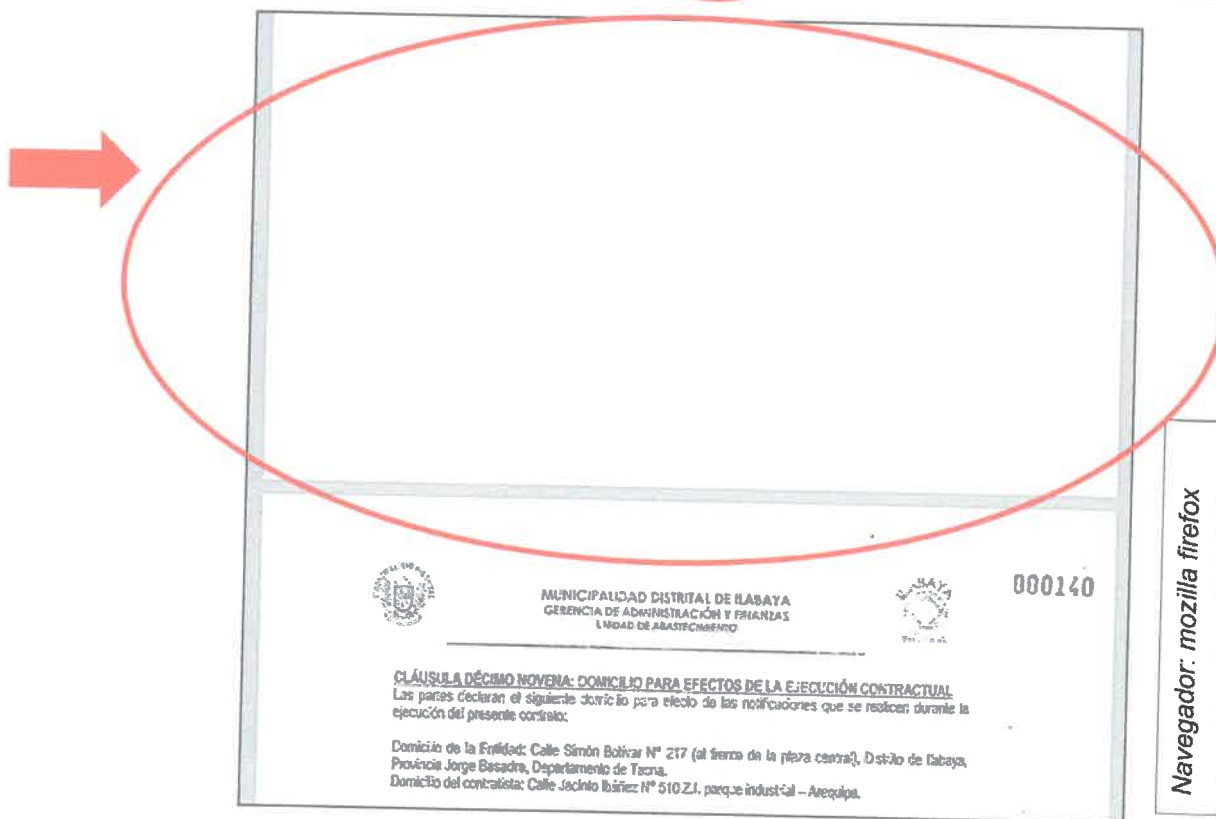 MUNICIPALIDAD DISTRITAL DE ILABAYA
GERENCIA DE ADMINISTRACIÓN Y FINANZAS
UNIDAD DE ABASTECIMIENTO
ILABAYA
000140
CLÁUSULA DÉCIMO NOVENA: DOMICILIO PARA EFECTOS DE LA EJECUCIÓN CONTRACTUAL
Las partes declaran el siguiente domicilio para efecto de las notificaciones que se realicen durante la
ejecución del presente contrato:
Domicilio de la Entidad: Calle Simón Bolívar N° 217 (al frente de la plaza central), Distrito de Ilabaya,
Provincia Jorge Basadre, Departamento de Tacna.
Domicilio del contratista: Calle Jacinto Ibáñez N° 510 Z.I. parque industrial – Arequipa.
Navegador: mozilla firefox